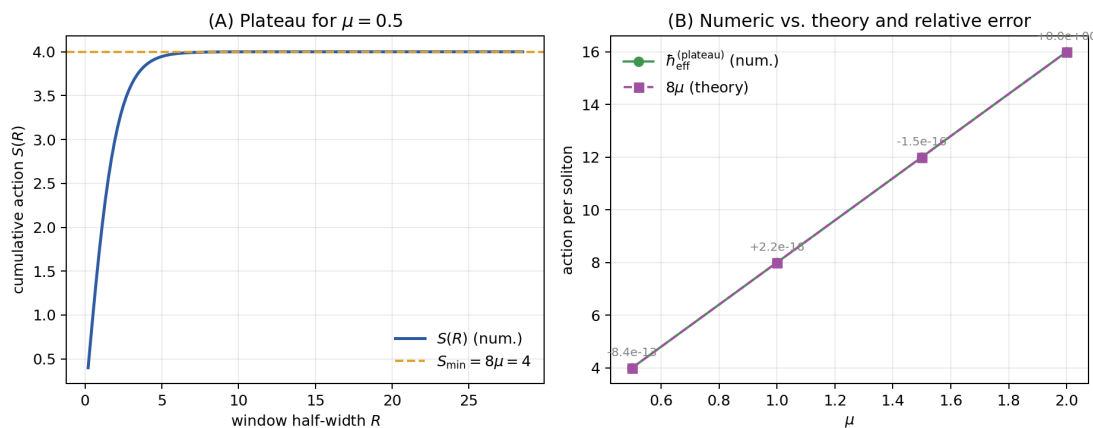 (A) Plateau for μ = 0.5
4.0
3.5
3.0
2.5
2.0
1.5
1.0
0.5
cumulative action S(R)
S(R) (num.)
S_min = 8μ = 4
0 5 10 15 20 25
window half-width R
(B) Numeric vs. theory and relative error
+0.0e+00
ħ_eff^(plateau) (num.)
8μ (theory)
-1.5e-16
+2.2e-16
-8.4e-13
16
14
12
10
8
6
4
action per soliton
0.6 0.8 1.0 1.2 1.4 1.6 1.8 2.0
μ